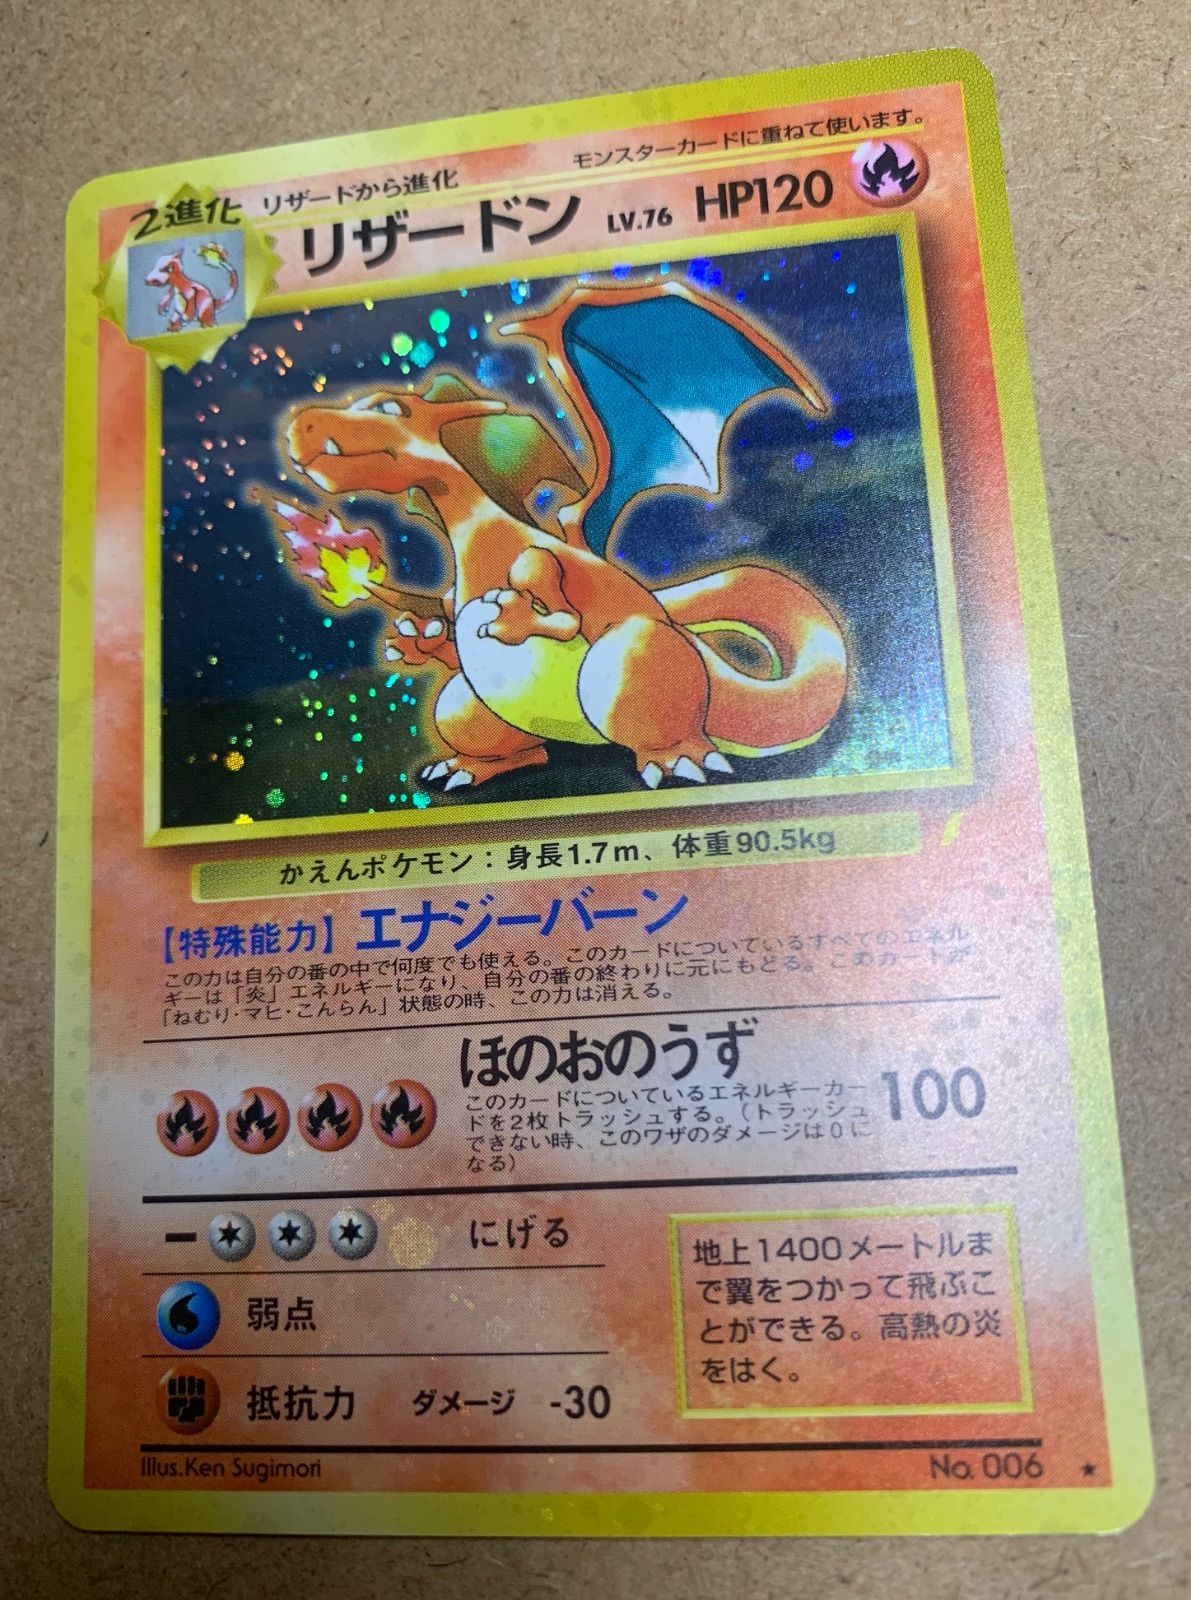 モンスターカードに重ねて使います。
2進化 リザードから進化
リザードン LV.76 HP120
かえんポケモン：身長1.7m、体重90.5kg
【特殊能力】エナジーバーン
この力は自分の番の中で何度でも使える。このカードについているすべてのエネル
ギーは「炎」エネルギーになり、自分の番の終わりに元にもどる。このカードが
「ねむり・マヒ・こんらん」状態の時、この力は消える。
ほのおのうず 100
このカードについているエネルギーカー
ドを2枚トラッシュする。（トラッシュ
できない時、このワザのダメージは0に
なる）
ー にげる
弱点
抵抗力 ダメージ -30
地上1400メートルま
で翼をつかって飛ぶこ
とができる。高熱の炎
をはく。
Illus.Ken Sugimori No. 006 ★